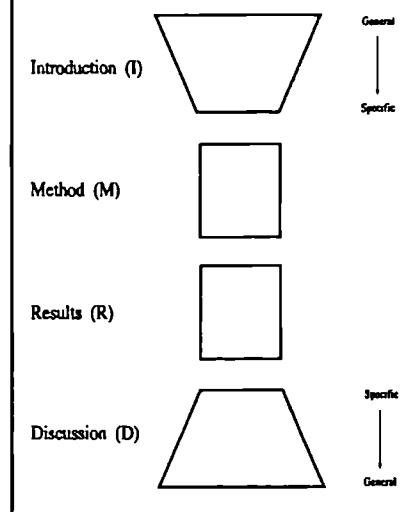 General
Introduction (I)
Specific
Method (M)
Results (R)
Specific
Discussion (D)
General